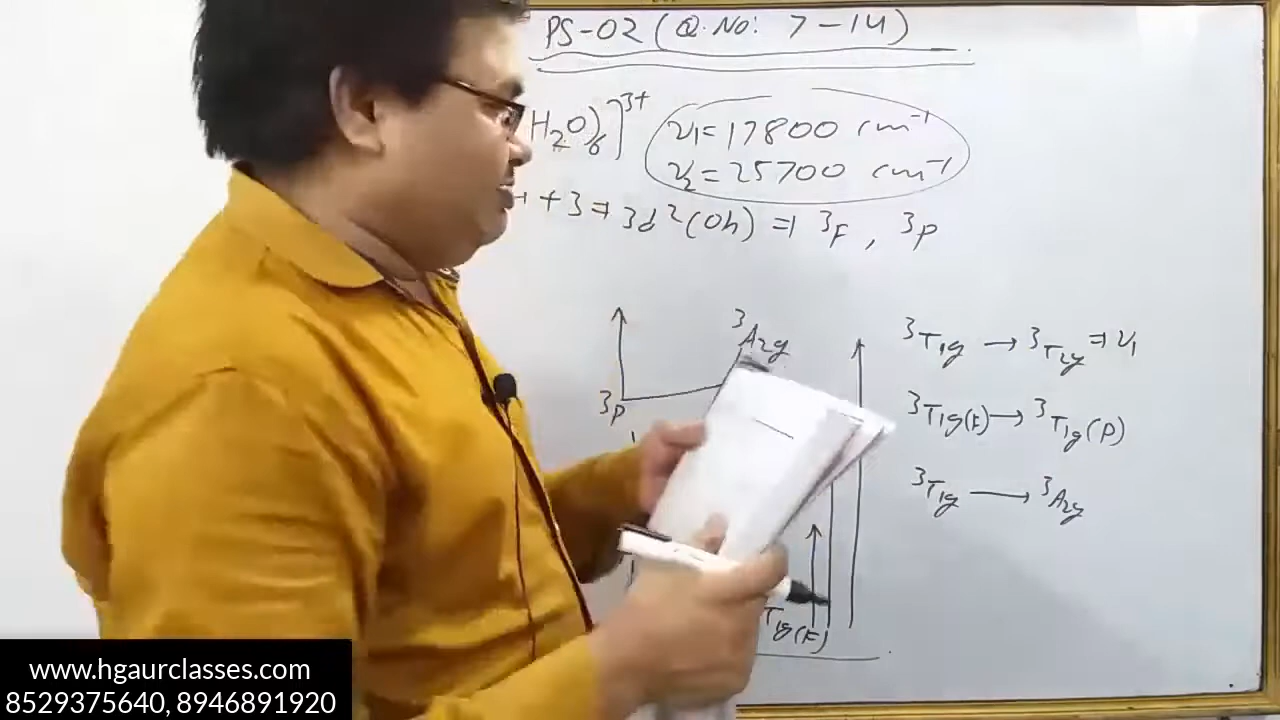 PS-02 (Q.No: 7-14)
H₂O)₆]³⁺
ν₁ = 17800 cm⁻¹
ν₂ = 25700 cm⁻¹
+3 ⇒ 3d²(Oh) ⇒ ³F, ³P
³A₂g
³P
T₁g(F)
³T₁g → ³T₂g ⇒ ν₁
³T₁g(F) → ³T₁g(P)
³T₁g → ³A₂g
www.hgaurclasses.com
8529375640, 8946891920